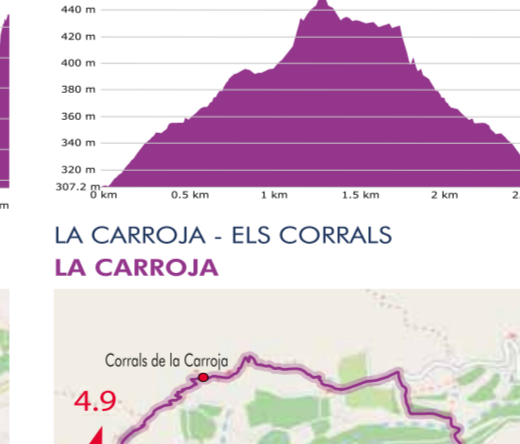 440 m
420 m
400 m
380 m
360 m
340 m
320 m
307.2 m
0 km 0.5 km 1 km 1.5 km 2 km 2.
m
LA CARROJA - ELS CORRALS
LA CARROJA
Corrals de la Carroja
4.9